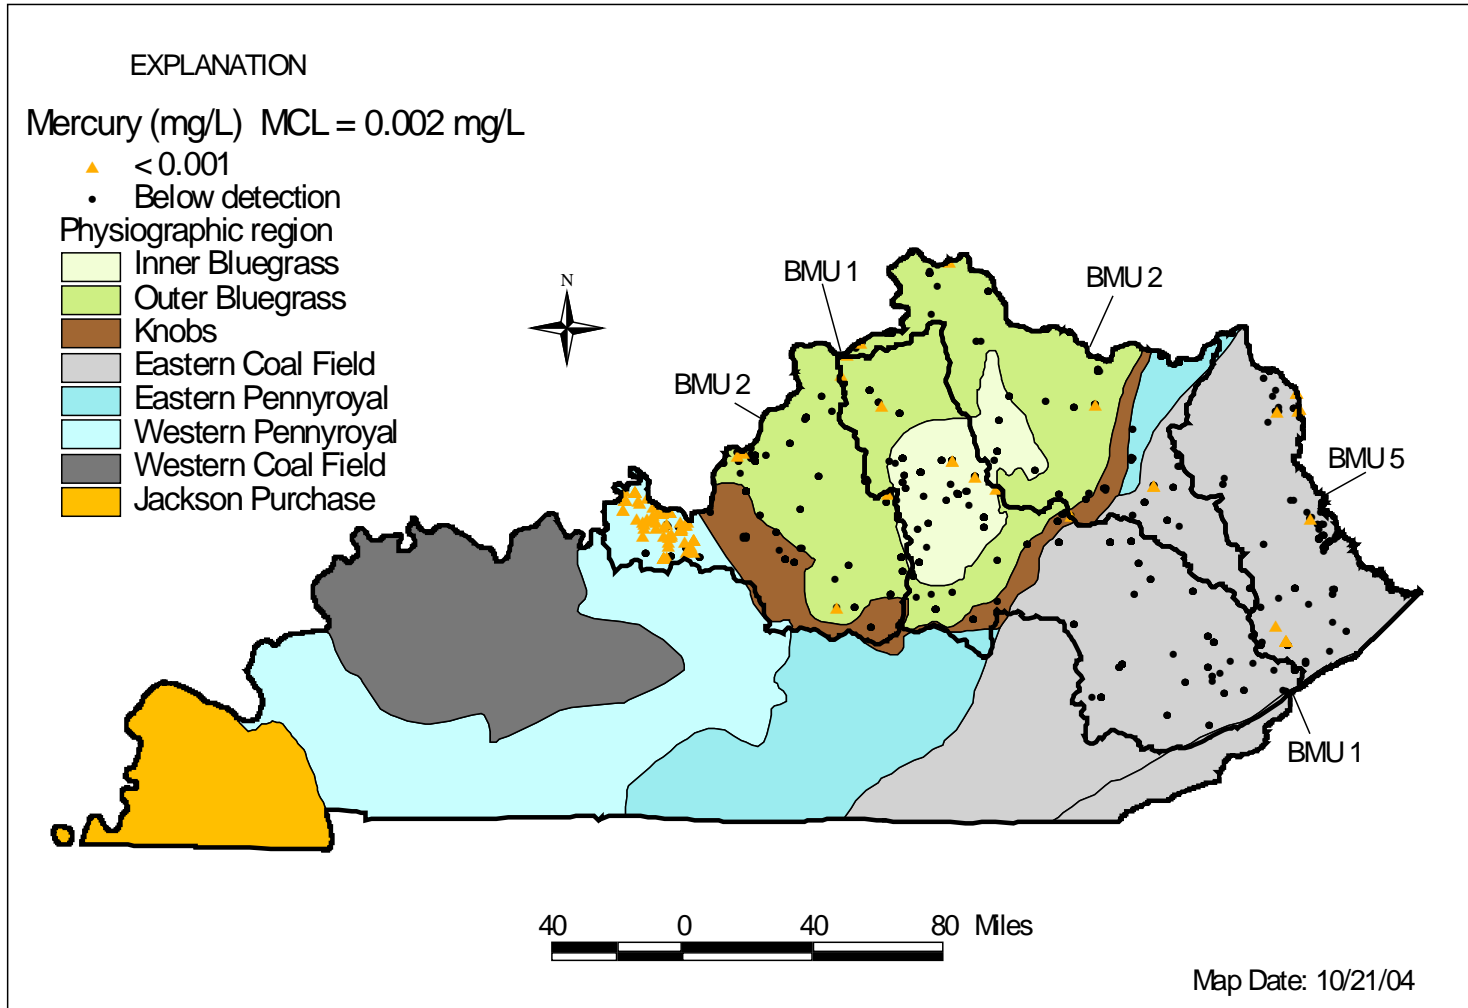 EXPLANATION
Mercury (mg/L) MCL = 0.002 mg/L
< 0.001
Below detection
Physiographic region
Inner Bluegrass
Outer Bluegrass
Knobs
Eastern Coal Field
Eastern Pennyroyal
Western Pennyroyal
Western Coal Field
Jackson Purchase
N
BMU 1
BMU 2
BMU 2
BMU 5
BMU 1
40 0 40 80 Miles
Map Date: 10/21/04